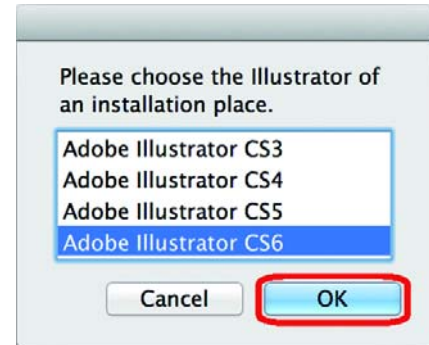 Please choose the Illustrator of
an installation place.
Adobe Illustrator CS3
Adobe Illustrator CS4
Adobe Illustrator CS5
Adobe Illustrator CS6
Cancel OK